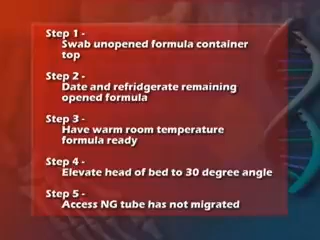 Step 1 -
Swab unopened formula container
top
Step 2 -
Date and refridgerate remaining
opened formula
Step 3 -
Have warm room temperature
formula ready
Step 4 -
Elevate head of bed to 30 degree angle
Step 5 -
Access NG tube has not migrated